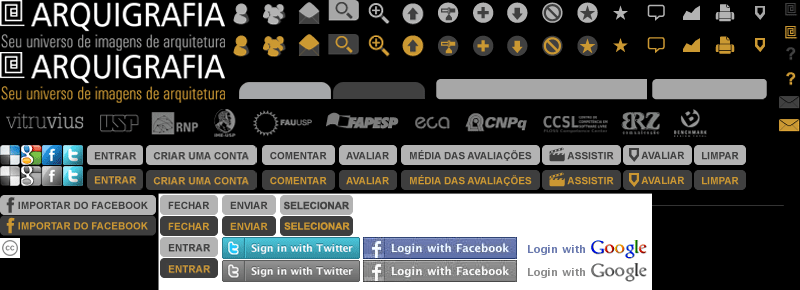 ARQUIGRAFIA
Seu universo de imagens de arquitetura
ARQUIGRAFIA
Seu universo de imagens de arquitetura
?
?
vitruvius USP RNP IME-USP FAUUSP FAPESP eca CNPq CCSL BENCHMARK
ENTRAR CRIAR UMA CONTA COMENTAR AVALIAR MÉDIA DAS AVALIAÇÕES ASSISTIR AVALIAR LIMPAR
ENTRAR CRIAR UMA CONTA COMENTAR AVALIAR MÉDIA DAS AVALIAÇÕES ASSISTIR AVALIAR LIMPAR
IMPORTAR DO FACEBOOK FECHAR ENVIAR SELECIONAR
IMPORTAR DO FACEBOOK FECHAR ENVIAR SELECIONAR
cc ENTRAR Sign in with Twitter Login with Facebook Login with Google
ENTRAR Sign in with Twitter Login with Facebook Login with Google